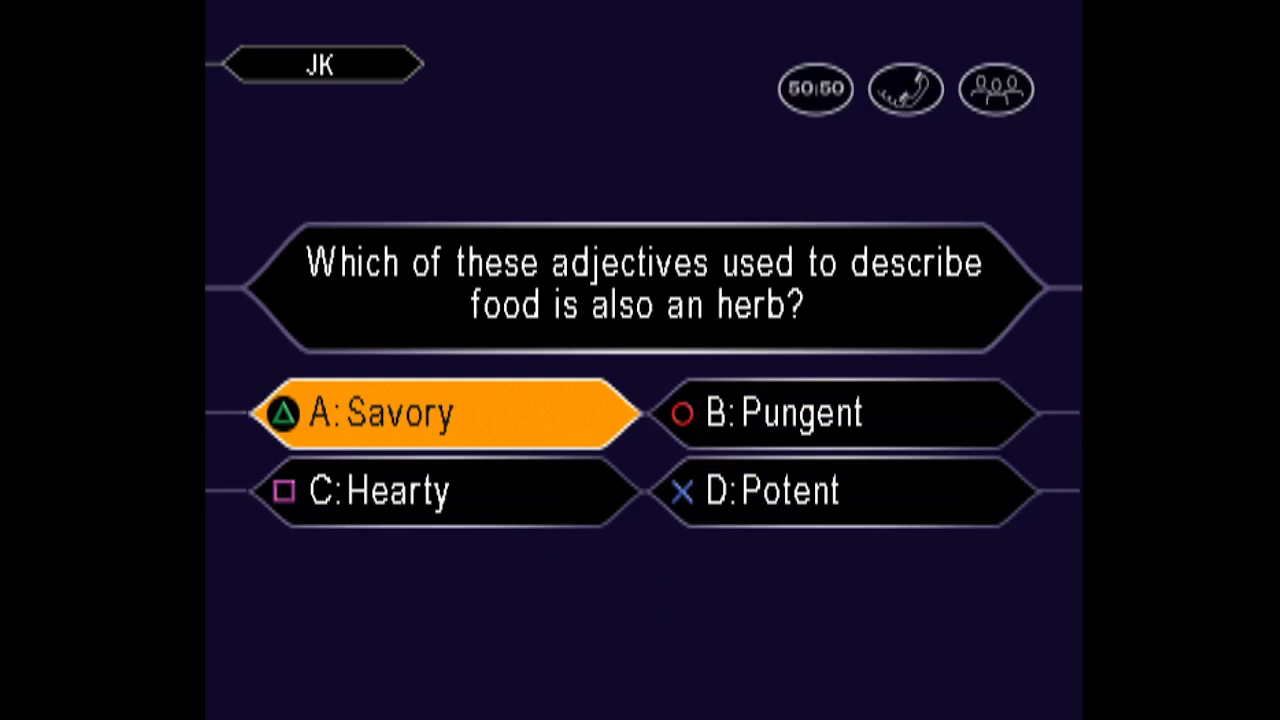 JK
50:50
Which of these adjectives used to describe
food is also an herb?
A: Savory
B: Pungent
C: Hearty
D: Potent